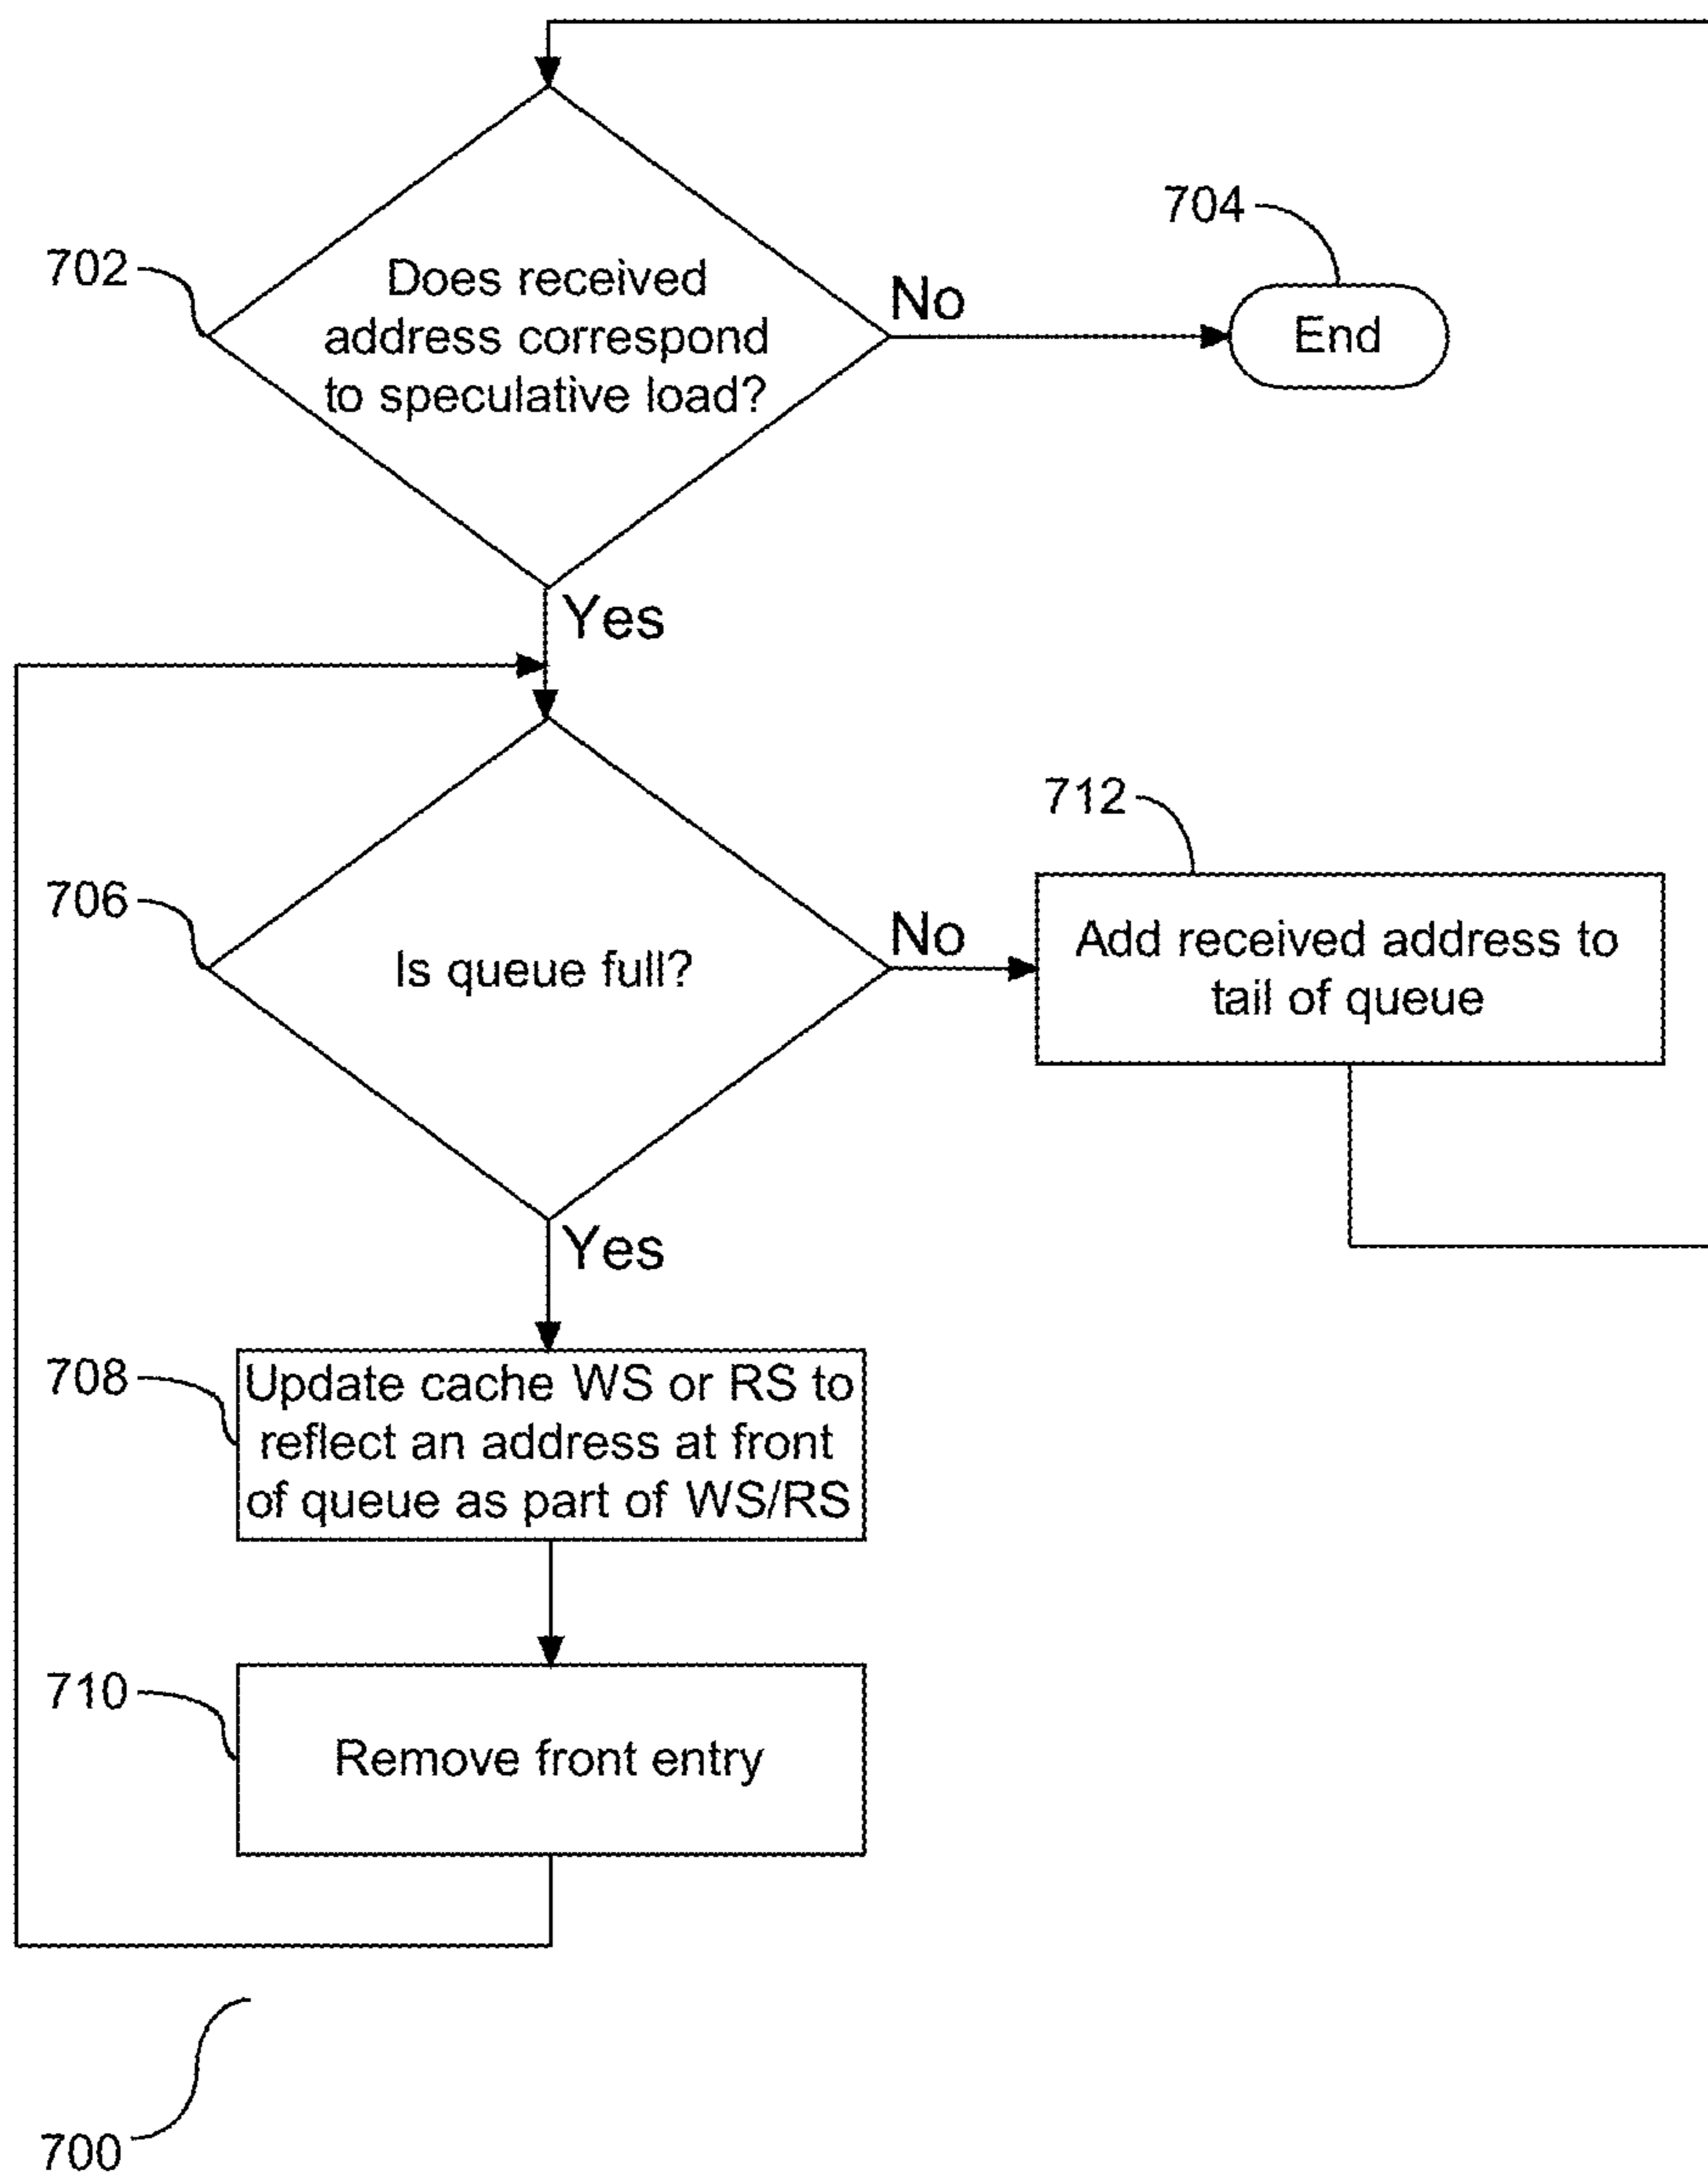 704
702
Does received
address correspond
to speculative load?
No
End
Yes
712
706
Is queue full?
No
Add received address to
tail of queue
Yes
708
Update cache WS or RS to
reflect an address at front
of queue as part of WS/RS
710
Remove front entry
700